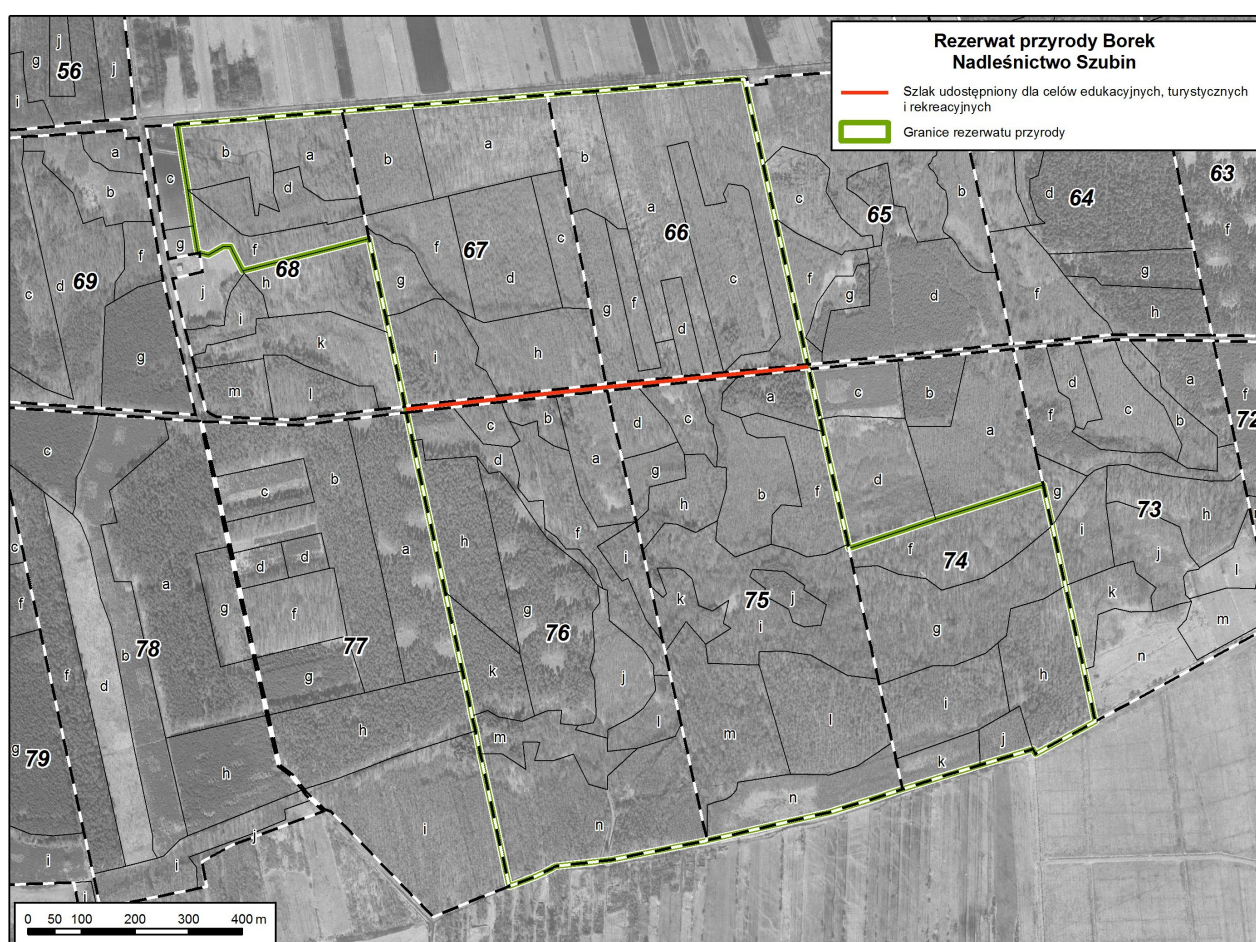 Rezerwat przyrody Borek
Nadleśnictwo Szubin
Szlak udostępniony dla celów edukacyjnych, turystycznych
i rekreacyjnych
Granice rezerwatu przyrody
j
g 56 j
i
a
b
c
b a
d
b a
b a
66
c
65
b
d 64
63
f
69
f
c d
g
f
68
h
j
i
k
m l
g
f 67 c
d
g
i h
g f
d
c
f
g
d
f
g
h
c
a
b
d
e
78
f
b
d
79
g
i
h
i j
i
b
c
d d
g f
77
g
a
h
i
c b
d
a
h
f
g 76
k
j
l
m
n
i
d c
g
h
a
b
f
k 75 j
i
m
l
n
c b
d
a
f 74
g
h
i
j
k
f
d
c
b
a
f
72
g
i 73
h
j
k
l
m
n
0 50 100 200 300 400 m